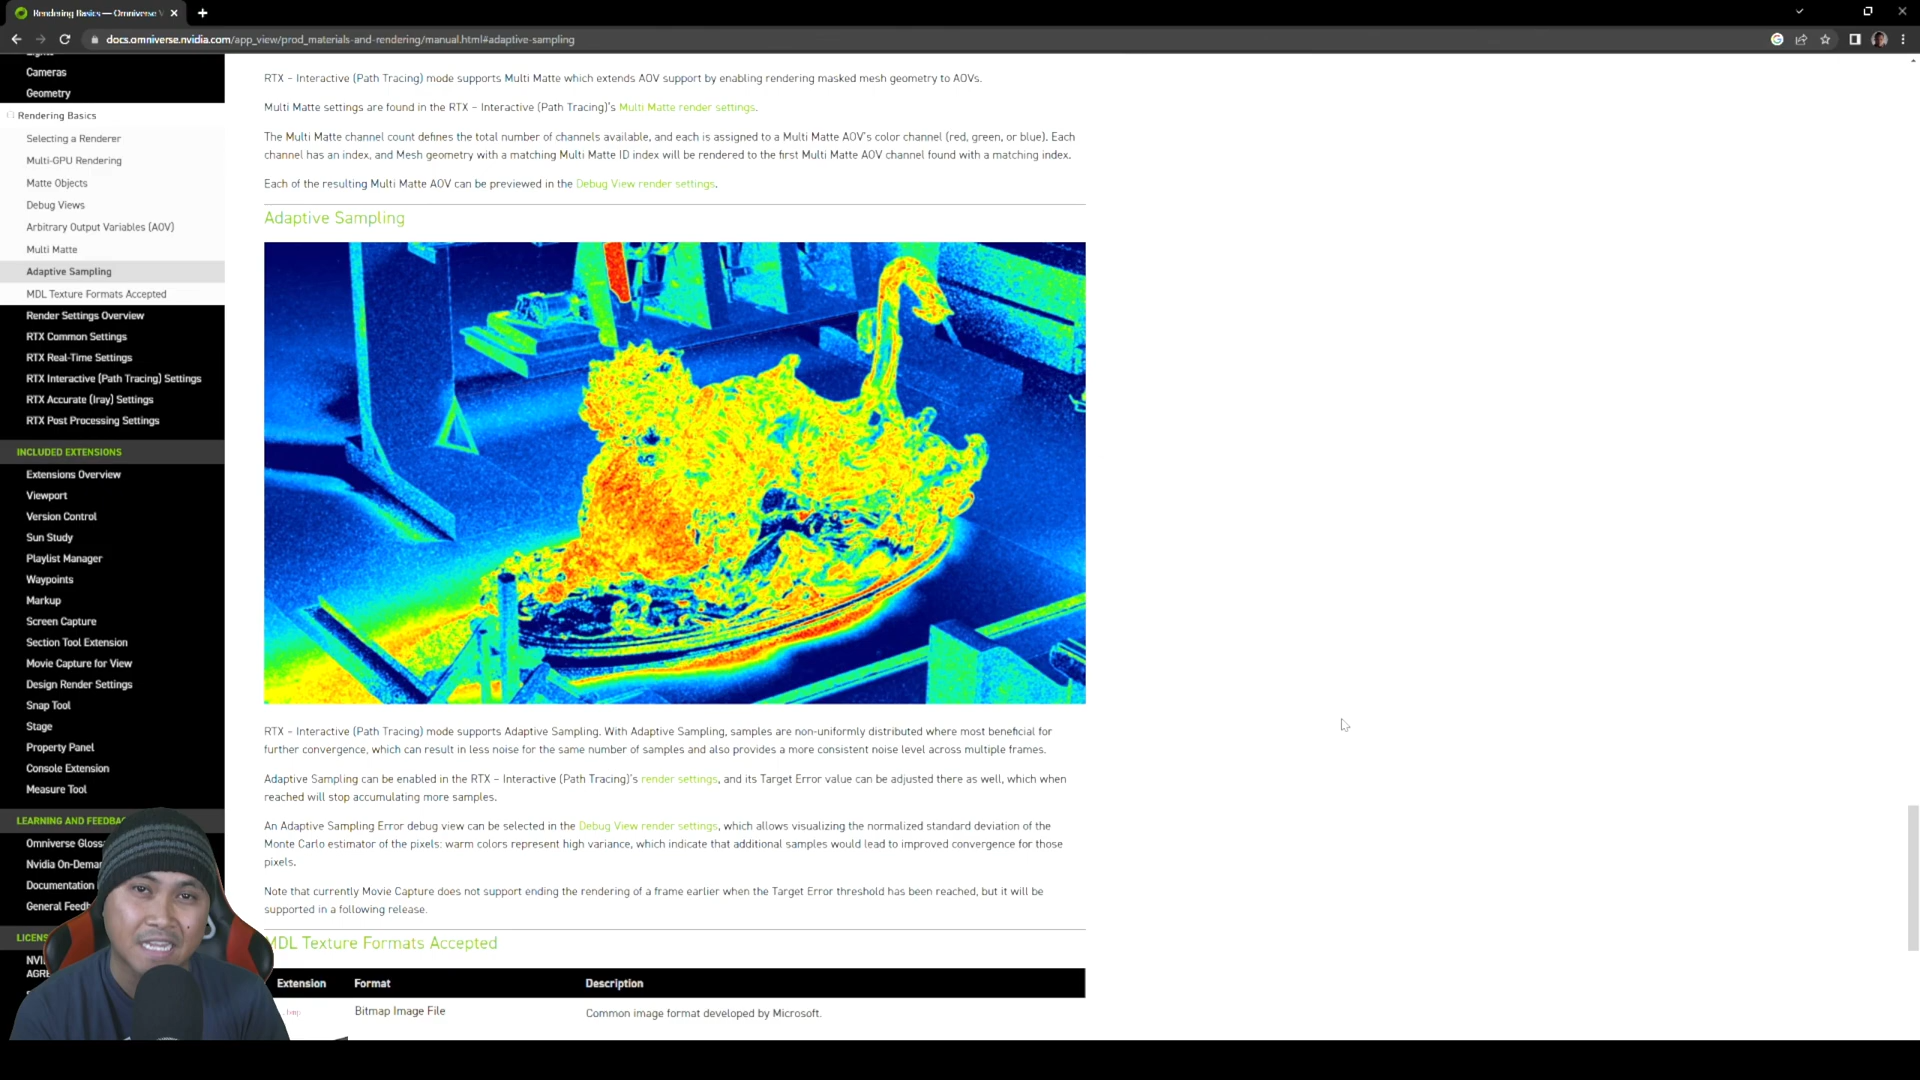 Rendering Basics — Omniverse V
docs.omniverse.nvidia.com/app_view/prod_materials-and-rendering/manual.html#adaptive-sampling
Cameras
Geometry
Rendering Basics
Selecting a Renderer
Multi-GPU Rendering
Matte Objects
Debug Views
Arbitrary Output Variables (AOV)
Multi Matte
Adaptive Sampling
MDL Texture Formats Accepted
Render Settings Overview
RTX Common Settings
RTX Real-Time Settings
RTX Interactive (Path Tracing) Settings
RTX Accurate (Iray) Settings
RTX Post Processing Settings
INCLUDED EXTENSIONS
Extensions Overview
Viewport
Version Control
Sun Study
Playlist Manager
Waypoints
Markup
Screen Capture
Section Tool Extension
Movie Capture for View
Design Render Settings
Snap Tool
Stage
Property Panel
Console Extension
Measure Tool
LEARNING AND FEEDBA
Omniverse Gloss
Nvidia On-Deman
Documentation
General Feedb
LICENS
NVI
AGRE
RTX – Interactive (Path Tracing) mode supports Multi Matte which extends AOV support by enabling rendering masked mesh geometry to AOVs.
Multi Matte settings are found in the RTX – Interactive (Path Tracing)'s Multi Matte render settings.
The Multi Matte channel count defines the total number of channels available, and each is assigned to a Multi Matte AOV's color channel (red, green, or blue). Each
channel has an index, and Mesh geometry with a matching Multi Matte ID index will be rendered to the first Multi Matte AOV channel found with a matching index.
Each of the resulting Multi Matte AOV can be previewed in the Debug View render settings.
Adaptive Sampling
RTX – Interactive (Path Tracing) mode supports Adaptive Sampling. With Adaptive Sampling, samples are non-uniformly distributed where most beneficial for
further convergence, which can result in less noise for the same number of samples and also provides a more consistent noise level across multiple frames.
Adaptive Sampling can be enabled in the RTX – Interactive (Path Tracing)'s render settings, and its Target Error value can be adjusted there as well, which when
reached will stop accumulating more samples.
An Adaptive Sampling Error debug view can be selected in the Debug View render settings, which allows visualizing the normalized standard deviation of the
Monte Carlo estimator of the pixels: warm colors represent high variance, which indicate that additional samples would lead to improved convergence for those
pixels.
Note that currently Movie Capture does not support ending the rendering of a frame earlier when the Target Error threshold has been reached, but it will be
supported in a following release.
MDL Texture Formats Accepted
Extension Format Description
.bmp Bitmap Image File Common image format developed by Microsoft.